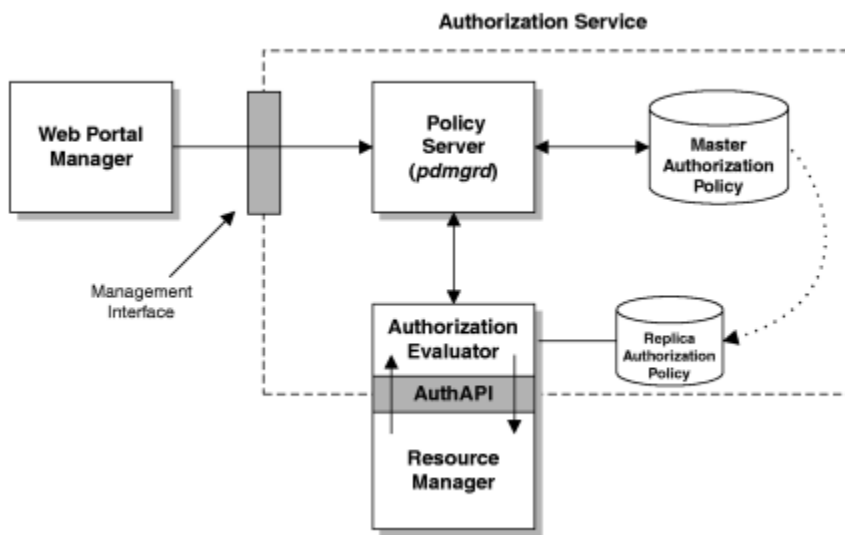 Authorization Service
Web Portal
Manager
Policy
Server
(pdmgrd)
Master
Authorization
Policy
Management
Interface
Authorization
Evaluator
Replica
Authorization
Policy
AuthAPI
Resource
Manager